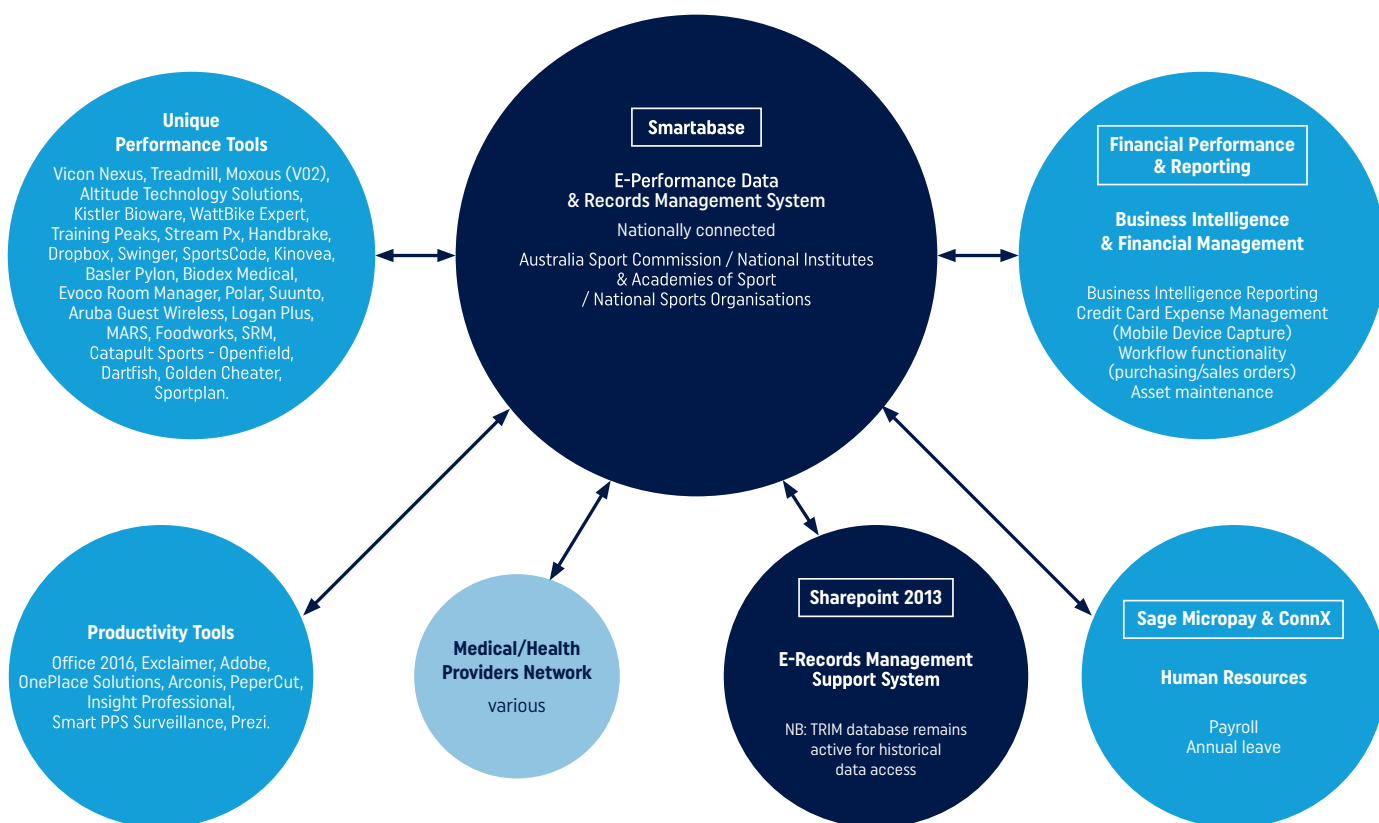 Unique
Performance Tools
Vicon Nexus, Treadmill, Moxous (V02),
Altitude Technology Solutions,
Kistler Bioware, WattBike Expert,
Training Peaks, Stream Px, Handbrake,
Dropbox, Swinger, SportsCode, Kinovea,
Basler Pylon, Biodex Medical,
Evoco Room Manager, Polar, Suunto,
Aruba Guest Wireless, Logan Plus,
MARS, Foodworks, SRM,
Catapult Sports - Openfield,
Dartfish, Golden Cheater,
Sportplan.
Smartabase
E-Performance Data
& Records Management System
Nationally connected
Australia Sport Commission / National Institutes
& Academies of Sport
/ National Sports Organisations
Financial Performance
& Reporting
Business Intelligence
& Financial Management
Business Intelligence Reporting
Credit Card Expense Management
(Mobile Device Capture)
Workflow functionality
(purchasing/sales orders)
Asset maintenance
Productivity Tools
Office 2016, Exclaimer, Adobe,
OnePlace Solutions, Arconis, PeperCut,
Insight Professional,
Smart PPS Surveillance, Prezi.
Medical/Health
Providers Network
various
Sharepoint 2013
E-Records Management
Support System
NB: TRIM database remains
active for historical
data access
Sage Micropay & ConnX
Human Resources
Payroll
Annual leave